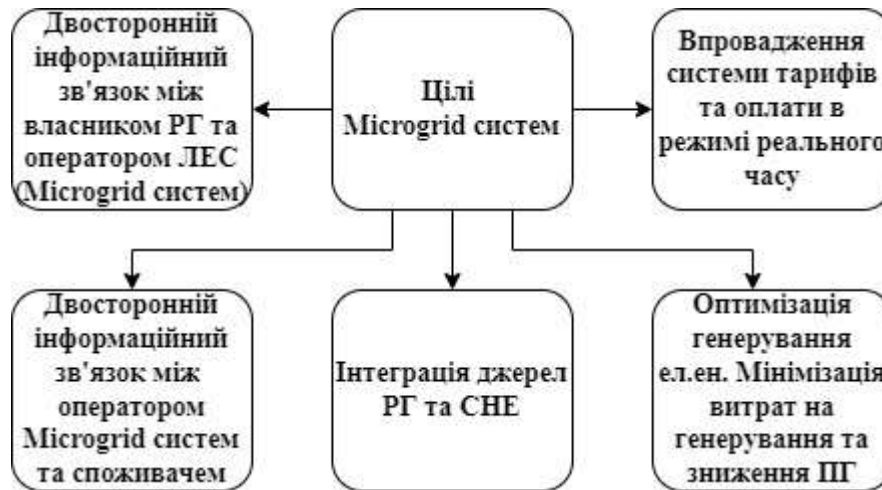 Двосторонній
інформаційний
зв'язок між
власником РГ та
оператором ЛЕС
(Microgrid систем)
Цілі
Microgrid систем
Впровадження
системи тарифів
та оплати в
режимі реального
часу
Двосторонній
інформаційний
зв'язок між
оператором
Microgrid систем
та споживачем
Інтеграція джерел
РГ та СНЕ
Оптимізація
генерування
ел.ен. Мінімізація
витрат на
генерування та
зниження ПГ